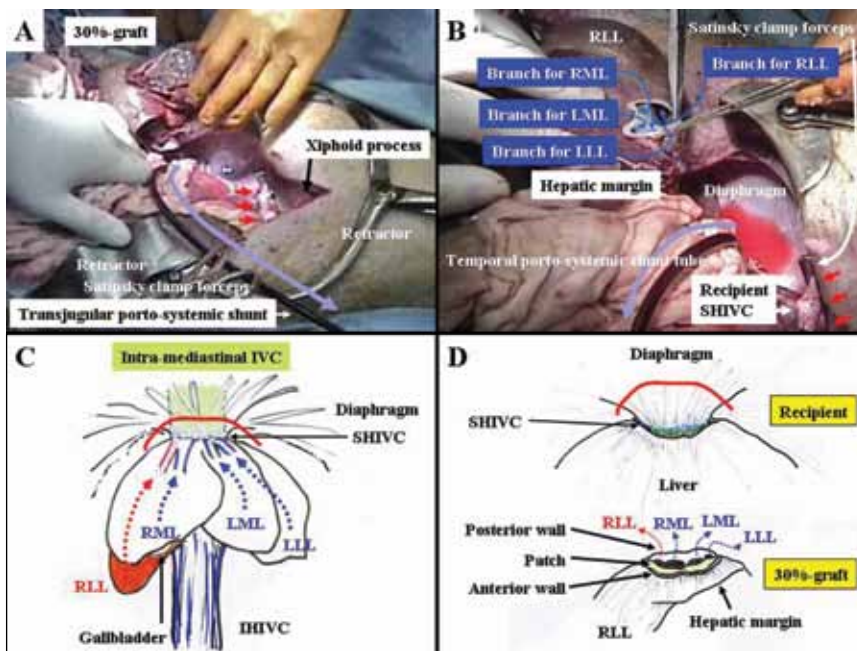 A
30%-graft
Xiphoid process
Retractor
Retractor
Satinsky clamp forceps
Transjugular porto-systemic shunt
B
RLL
Satinsky clamp forceps
Branch for RML
Branch for RLL
Branch for LML
Branch for LLL
Hepatic margin
Diaphragm
Temporal porto-systemic shunt tube
Recipient
SHIVC
C
Intra-mediastinal IVC
Diaphragm
SHIVC
RML
LML
LLL
RLL
Gallbladder
IHIVC
D
Diaphragm
Recipient
SHIVC
Liver
Posterior wall
RLL
RML
LML
LLL
Patch
Anterior wall
30%-graft
RLL
Hepatic margin